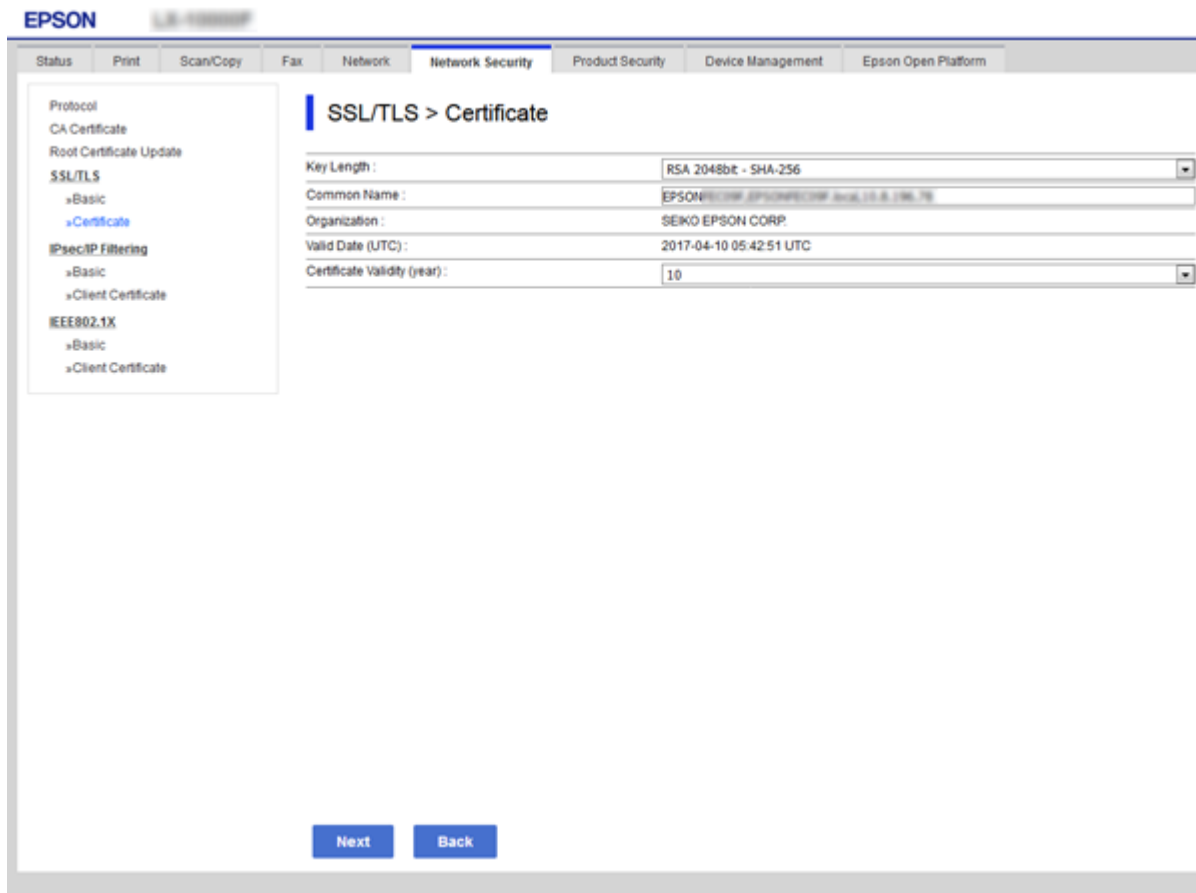 EPSON
Status Print Scan/Copy Fax Network Network Security Product Security Device Management Epson Open Platform
Protocol
CA Certificate
Root Certificate Update
SSL/TLS
»Basic
»Certificate
IPsec/IP Filtering
»Basic
»Client Certificate
IEEE802.1X
»Basic
»Client Certificate
SSL/TLS > Certificate
Key Length : RSA 2048bit - SHA-256
Common Name : EPSON
Organization : SEIKO EPSON CORP.
Valid Date (UTC) : 2017-04-10 05:42:51 UTC
Certificate Validity (year) : 10
Next Back